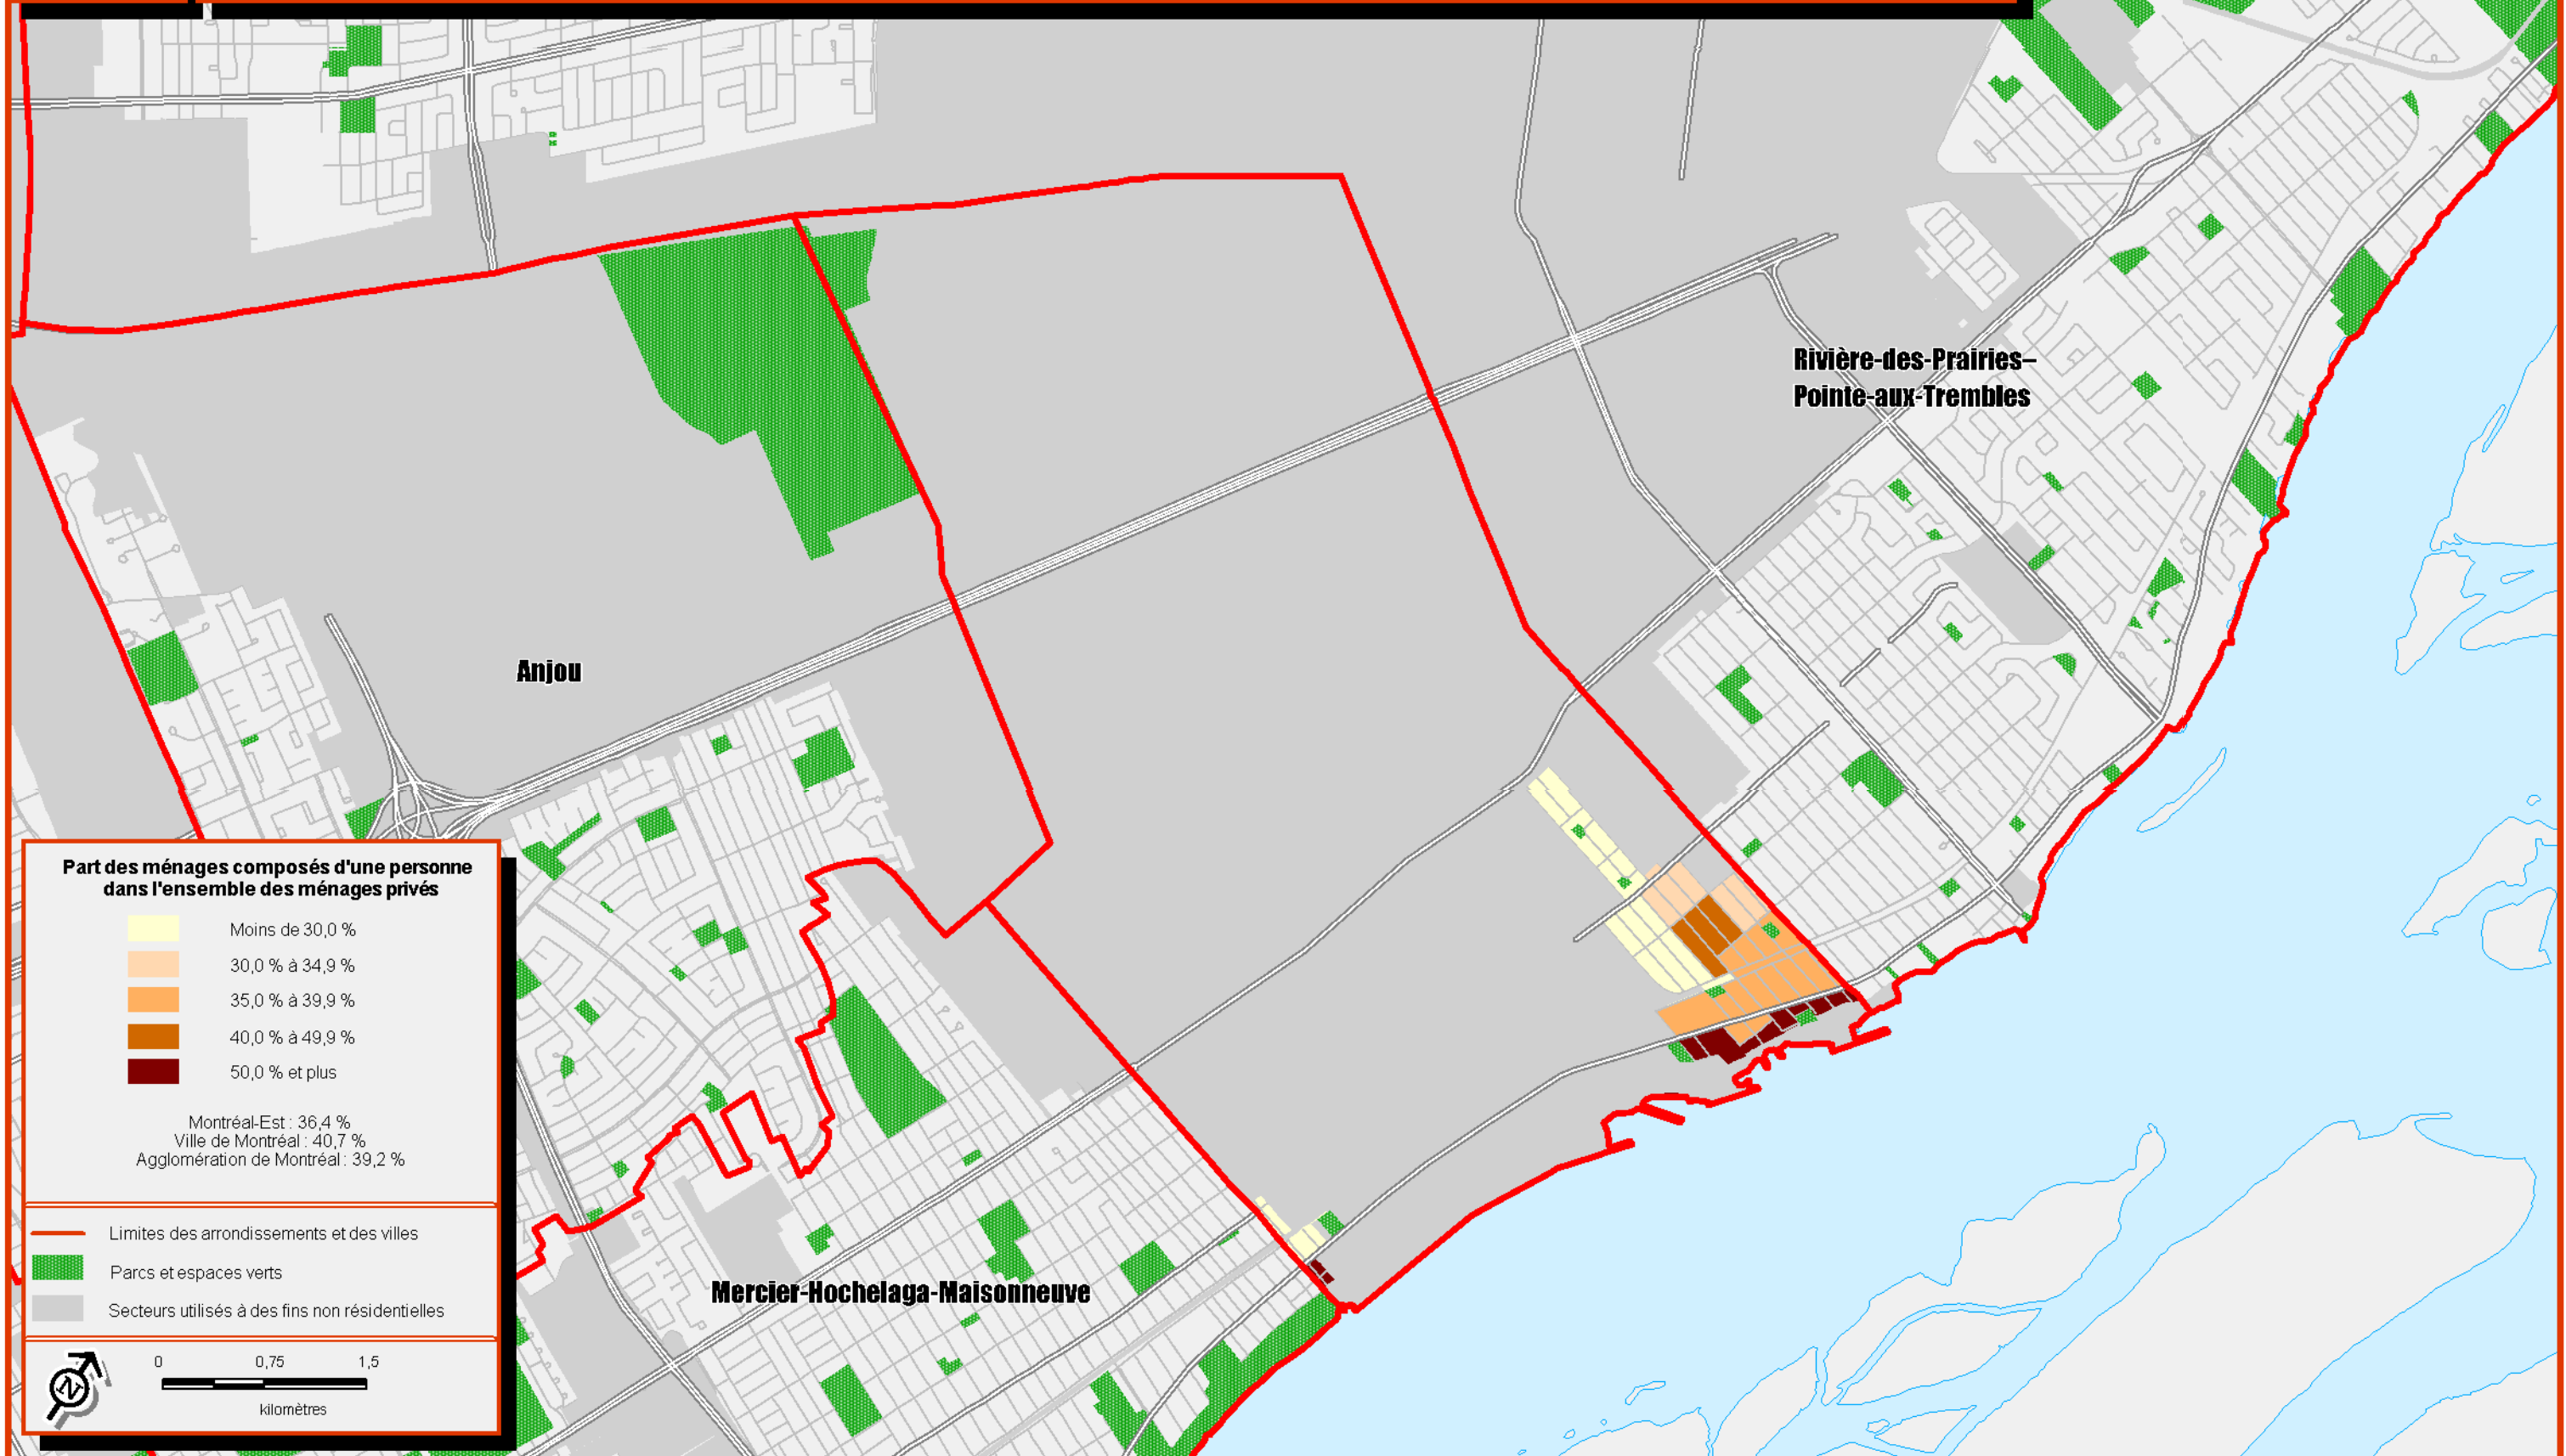 Rivière-des-Prairies–
Pointe-aux-Trembles
Anjou
Mercier-Hochelaga-Maisonneuve
Part des ménages composés d'une personne
dans l'ensemble des ménages privés
Moins de 30,0 %
30,0 % à 34,9 %
35,0 % à 39,9 %
40,0 % à 49,9 %
50,0 % et plus
Montréal-Est : 36,4 %
Ville de Montréal : 40,7 %
Agglomération de Montréal : 39,2 %
Limites des arrondissements et des villes
Parcs et espaces verts
Secteurs utilisés à des fins non résidentielles
N
0 0,75 1,5
kilomètres